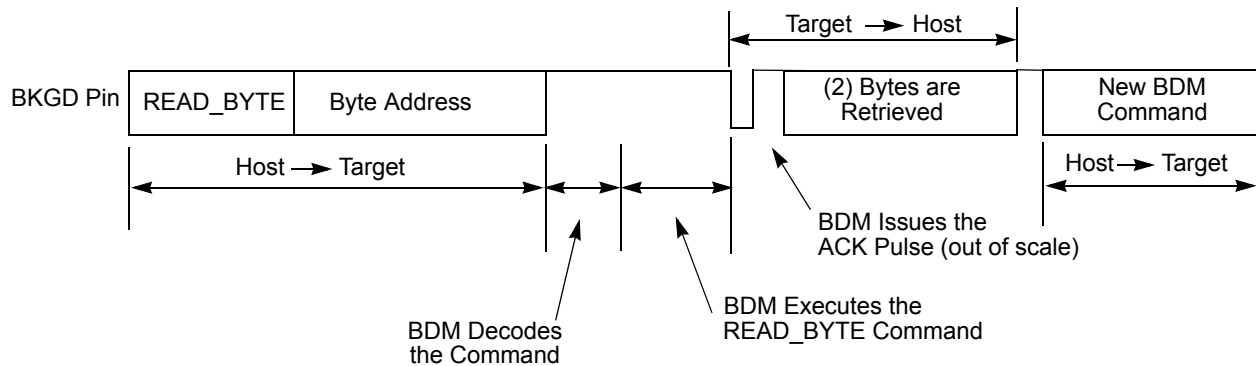 Target → Host
BKGD Pin
READ_BYTE
Byte Address
(2) Bytes are
Retrieved
New BDM
Command
Host → Target
Host → Target
BDM Issues the
ACK Pulse (out of scale)
BDM Decodes
the Command
BDM Executes the
READ_BYTE Command